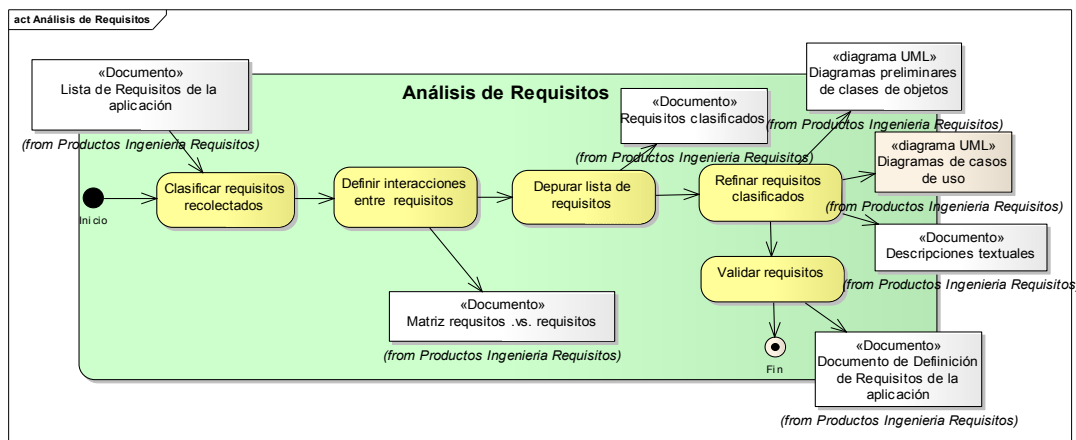 act Análisis de Requisitos
«Documento»
Lista de Requisitos de la
aplicación
(from Productos Ingenieria Requisitos)
Análisis de Requisitos
«Documento»
Requisitos clasificados
(from Productos Ingenieria Requisitos)
«diagrama UML»
Diagramas preliminares
de clases de objetos
(from Productos Ingenieria Requisitos)
«diagrama UML»
Diagramas de casos
de uso
(from Productos Ingenieria Requisitos)
Inicio
Clasificar requisitos
recolectados
Definir interacciones
entre requisitos
Depurar lista de
requisitos
Refinar requisitos
clasificados
«Documento»
Descripciones textuales
(from Productos Ingenieria Requisitos)
Validar requisitos
«Documento»
Matriz requsitos .vs. requisitos
(from Productos Ingenieria Requisitos)
Fin
«Documento»
Documento de Defiinición
de Requisitos de la
aplicación
(from Productos Ingenieria Requisitos)